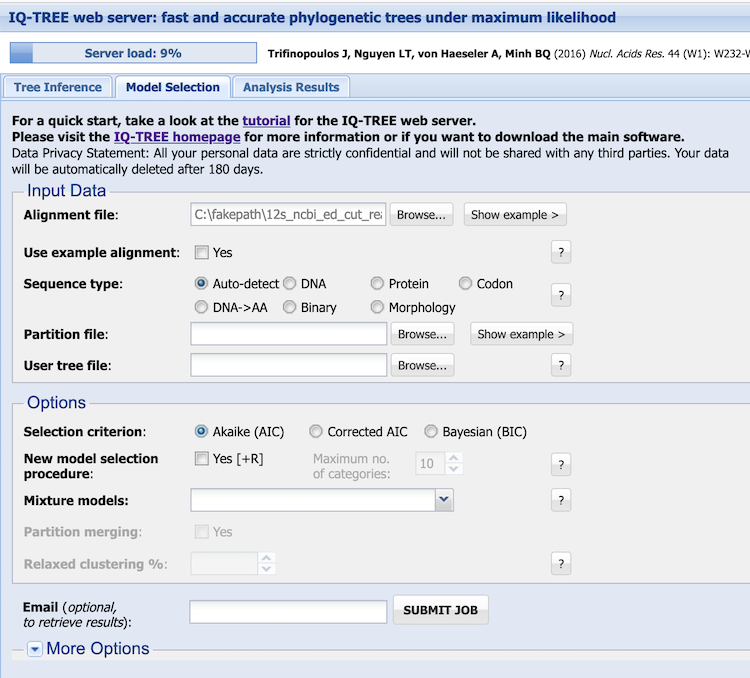 IQ-TREE web server: fast and accurate phylogenetic trees under maximum likelihood
Server load: 9%
Trifinopoulos J, Nguyen LT, von Haeseler A, Minh BQ (2016) Nucl. Acids Res. 44 (W1): W232-W
Tree Inference Model Selection Analysis Results
For a quick start, take a look at the tutorial for the IQ-TREE web server.
Please visit the IQ-TREE homepage for more information or if you want to download the main software.
Data Privacy Statement: All your personal data are strictly confidential and will not be shared with any third parties. Your data
will be automatically deleted after 180 days.
Input Data
Alignment file: C:\fakepath\12s_ncbi_ed_cut_rea Browse... Show example >
Use example alignment: Yes ?
Sequence type: Auto-detect DNA Protein Codon
DNA->AA Binary Morphology ?
Partition file: Browse... Show example >
User tree file: Browse... ?
Options
Selection criterion: Akaike (AIC) Corrected AIC Bayesian (BIC)
New model selection procedure: Yes [+R] Maximum no. of categories: 10 ?
Mixture models: ?
Partition merging: Yes
Relaxed clustering %: ?
Email (optional,
to retrieve results): SUBMIT JOB
More Options